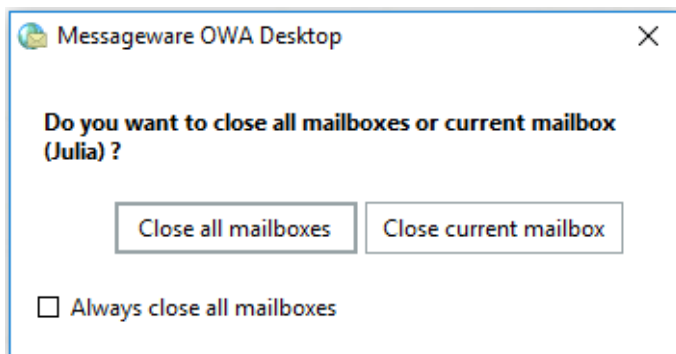 Messageware OWA Desktop
Do you want to close all mailboxes or current mailbox
(Julia) ?
Close all mailboxes Close current mailbox
Always close all mailboxes